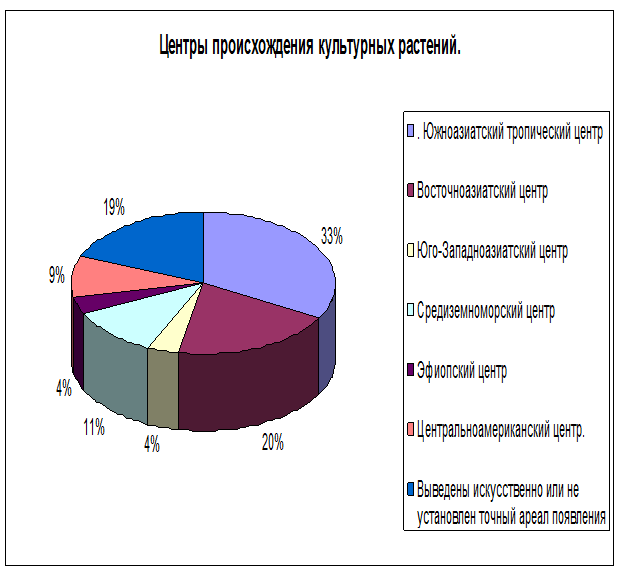 Центры происхождения культурных растений.
19%
33%
9%
4%
11%
4%
20%
. Южноазиатский тропический центр
Восточноазиатский центр
Юго-Западноазиатский центр
Средиземноморский центр
Эфиопский центр
Центральноамериканский центр.
Выведены искусственно или не
установлен точный ареал появления